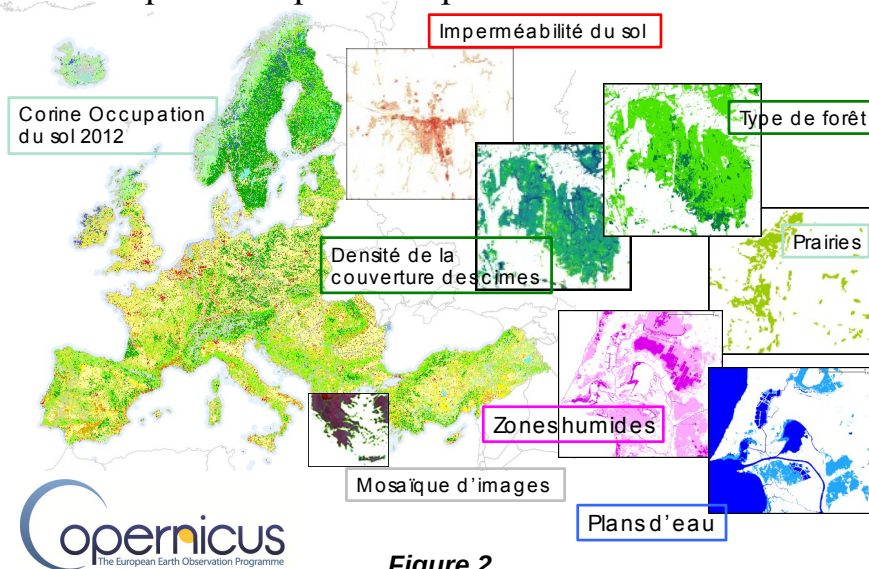 Imperméabilité du sol
Corine Occupation
du sol 2012
Type de forêt
Densité de la
couverture des cimes
Prairies
Zones humides
Mosaïque d'images
Plans d'eau
Copernicus
The European Earth Observation Programme
Figure 2